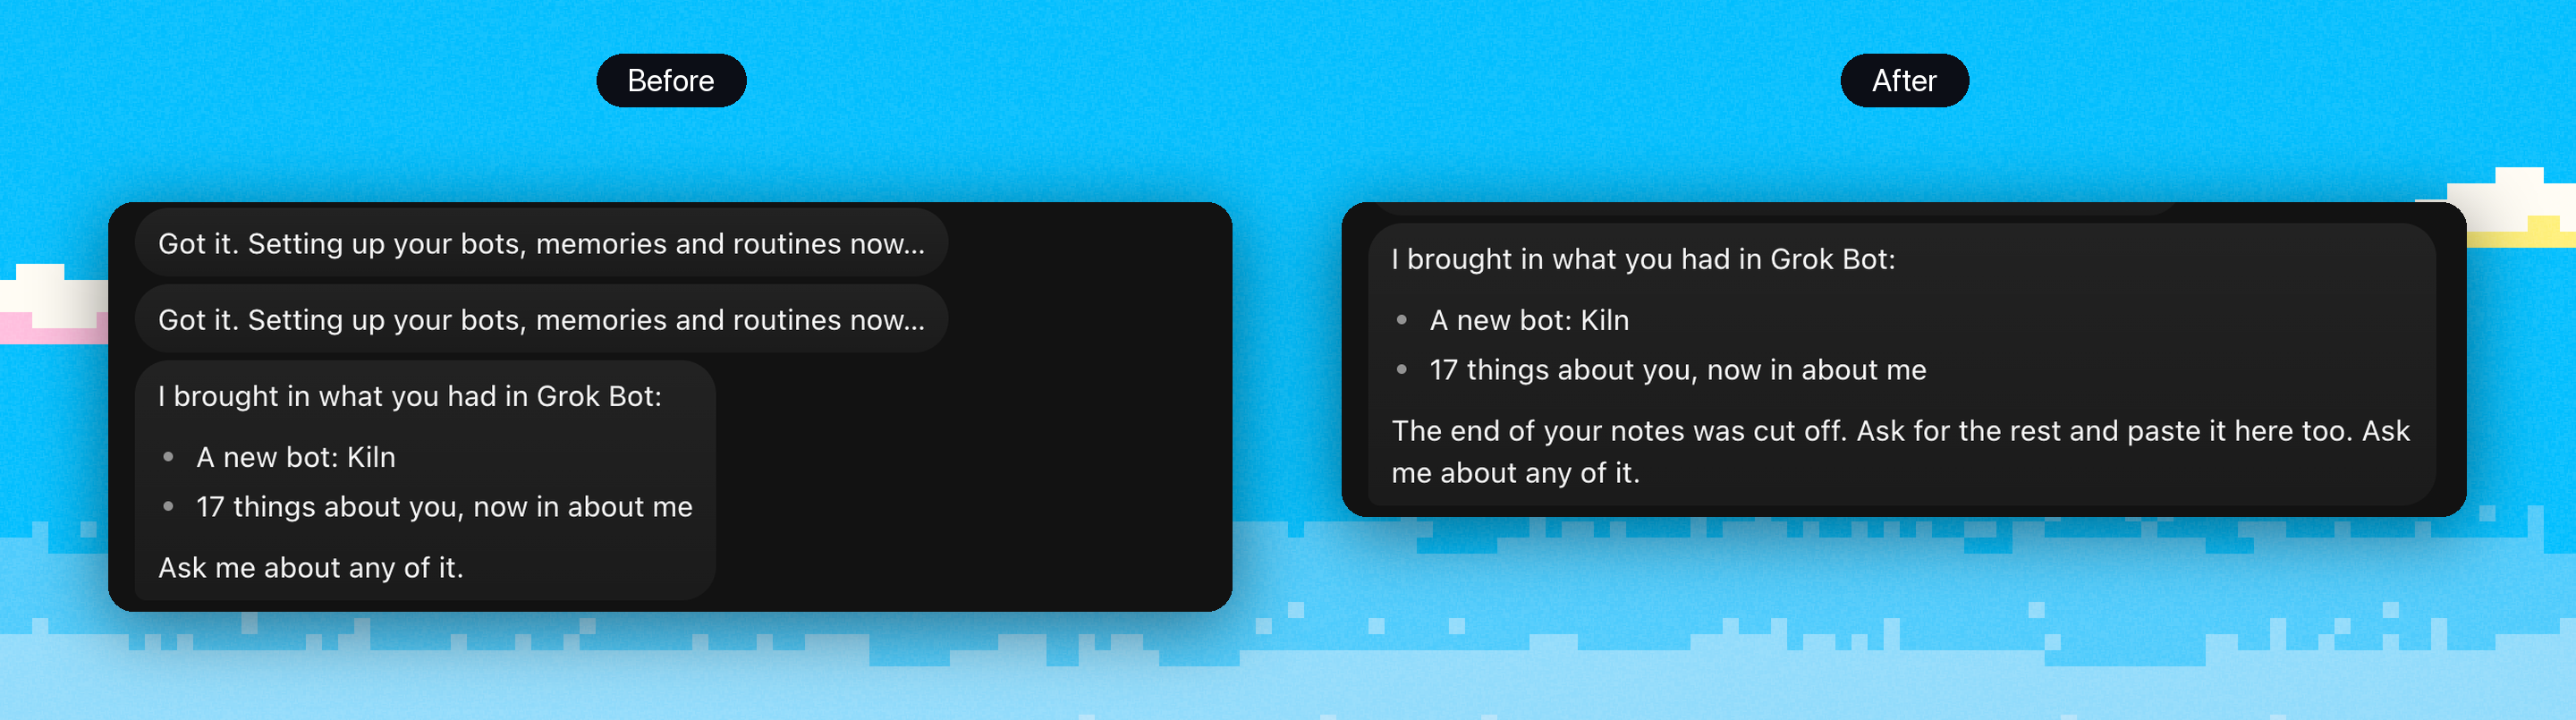 Before
Got it. Setting up your bots, memories and routines now...
Got it. Setting up your bots, memories and routines now...
I brought in what you had in Grok Bot:
• A new bot: Kiln
• 17 things about you, now in about me
Ask me about any of it.
After
I brought in what you had in Grok Bot:
• A new bot: Kiln
• 17 things about you, now in about me
The end of your notes was cut off. Ask for the rest and paste it here too. Ask
me about any of it.